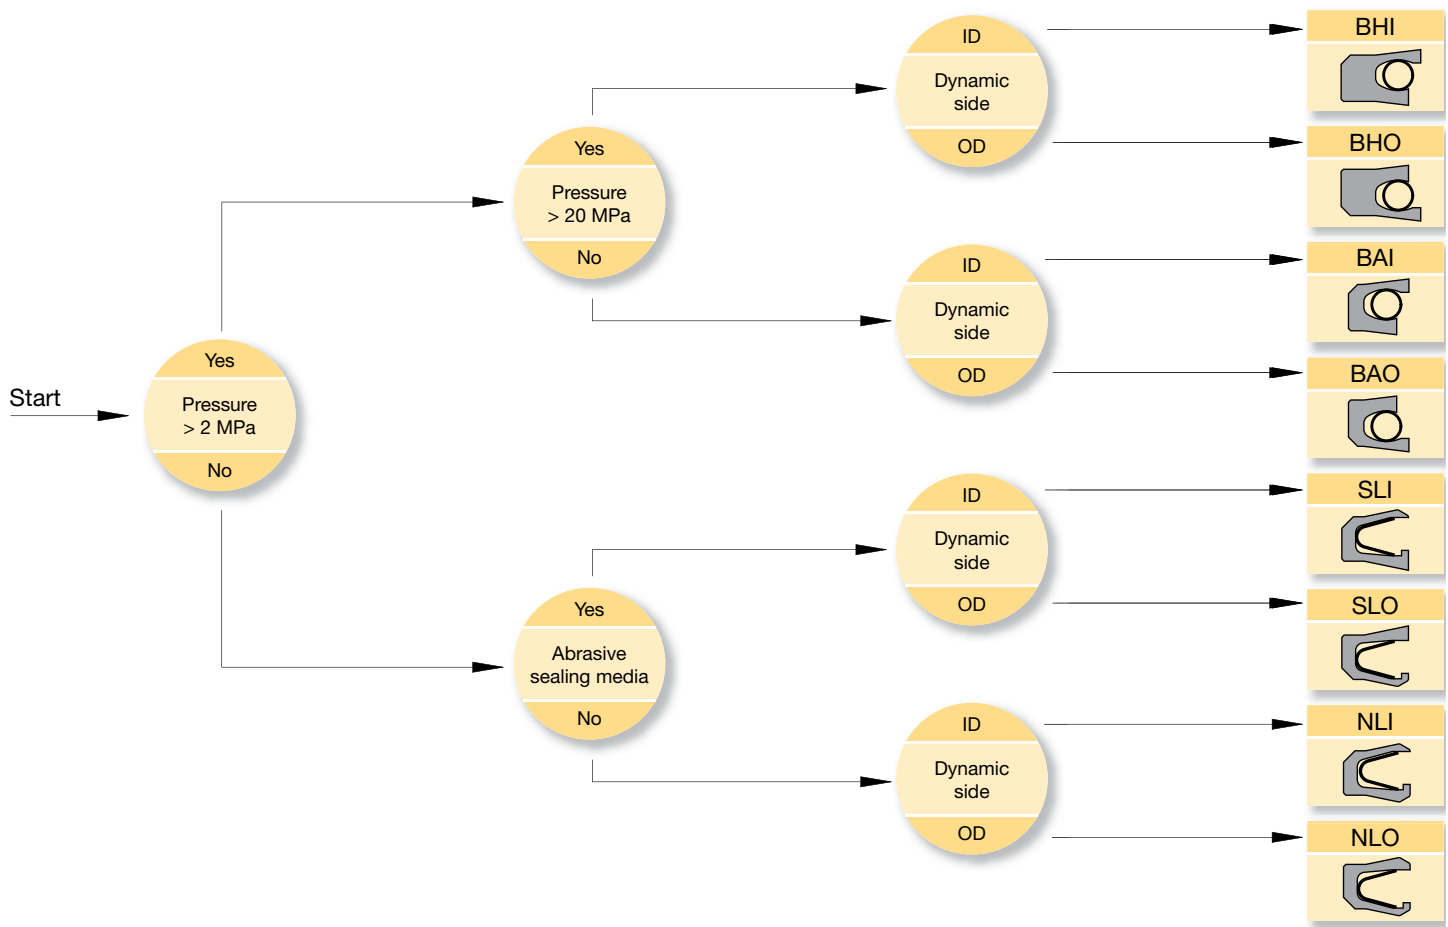 Start
Yes
Pressure
> 2 MPa
No
Yes
Pressure
> 20 MPa
No
Yes
Abrasive
sealing media
No
ID
Dynamic
side
OD
ID
Dynamic
side
OD
ID
Dynamic
side
OD
ID
Dynamic
side
OD
BHI
BHO
BAI
BAO
SLI
SLO
NLI
NLO